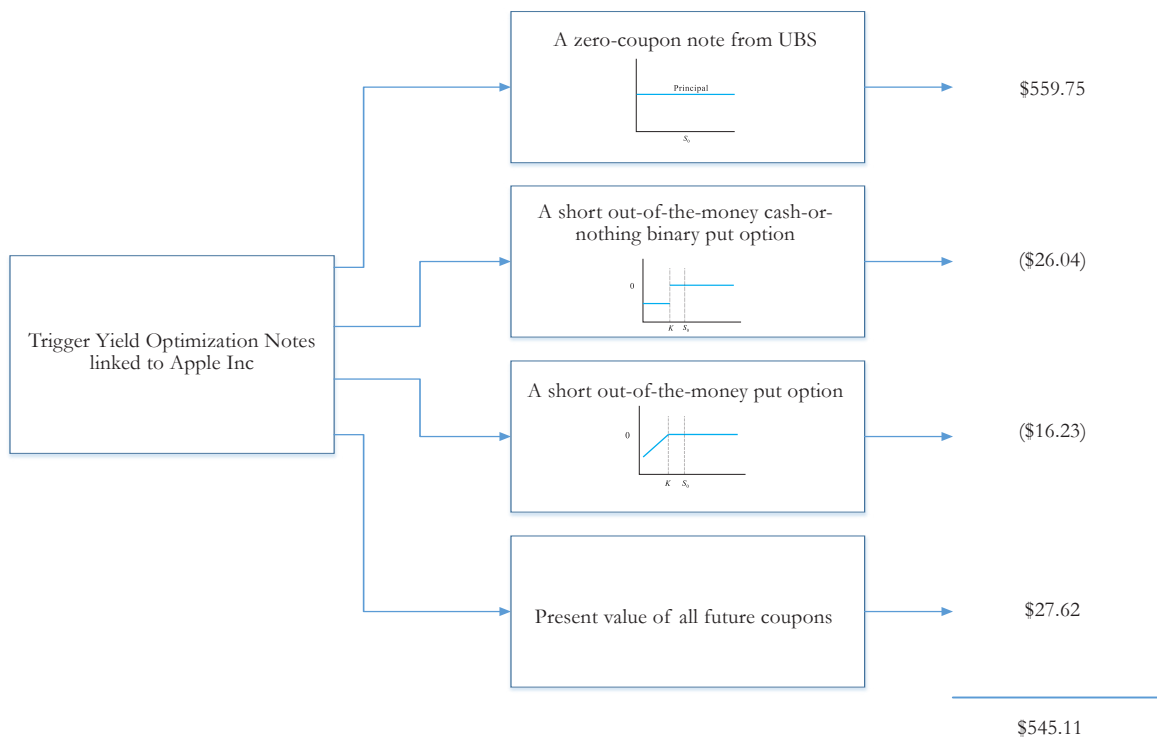 A zero-coupon note from UBS
Principal
S0
$559.75
A short out-of-the-money cash-or-
nothing binary put option
0
K S0
($26.04)
Trigger Yield Optimization Notes
linked to Apple Inc
A short out-of-the-money put option
0
K S0
($16.23)
Present value of all future coupons
$27.62
$545.11